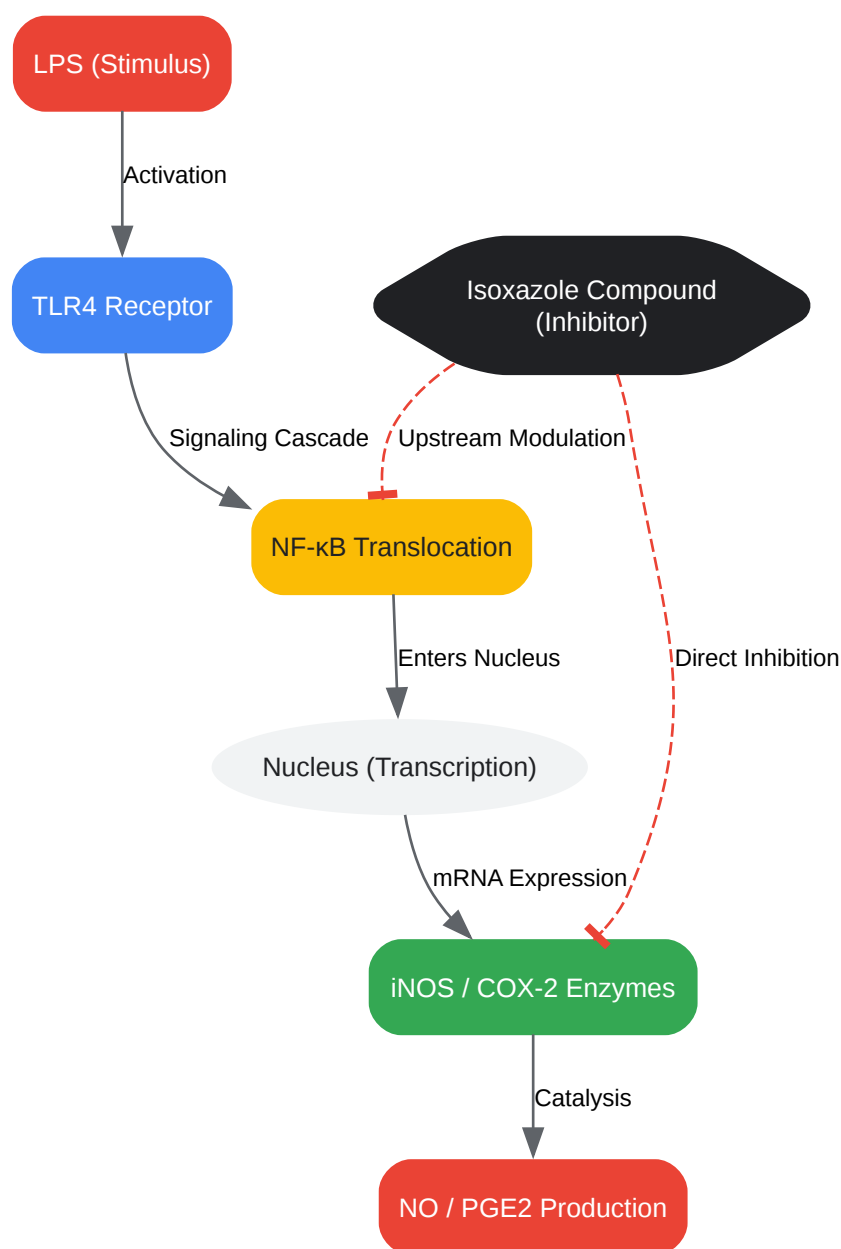 LPS (Stimulus)
Activation
TLR4 Receptor
Isoxazole Compound
(Inhibitor)
Signaling Cascade
Upstream Modulation
NF-κB Translocation
Enters Nucleus
Direct Inhibition
Nucleus (Transcription)
mRNA Expression
iNOS / COX-2 Enzymes
Catalysis
NO / PGE2 Production